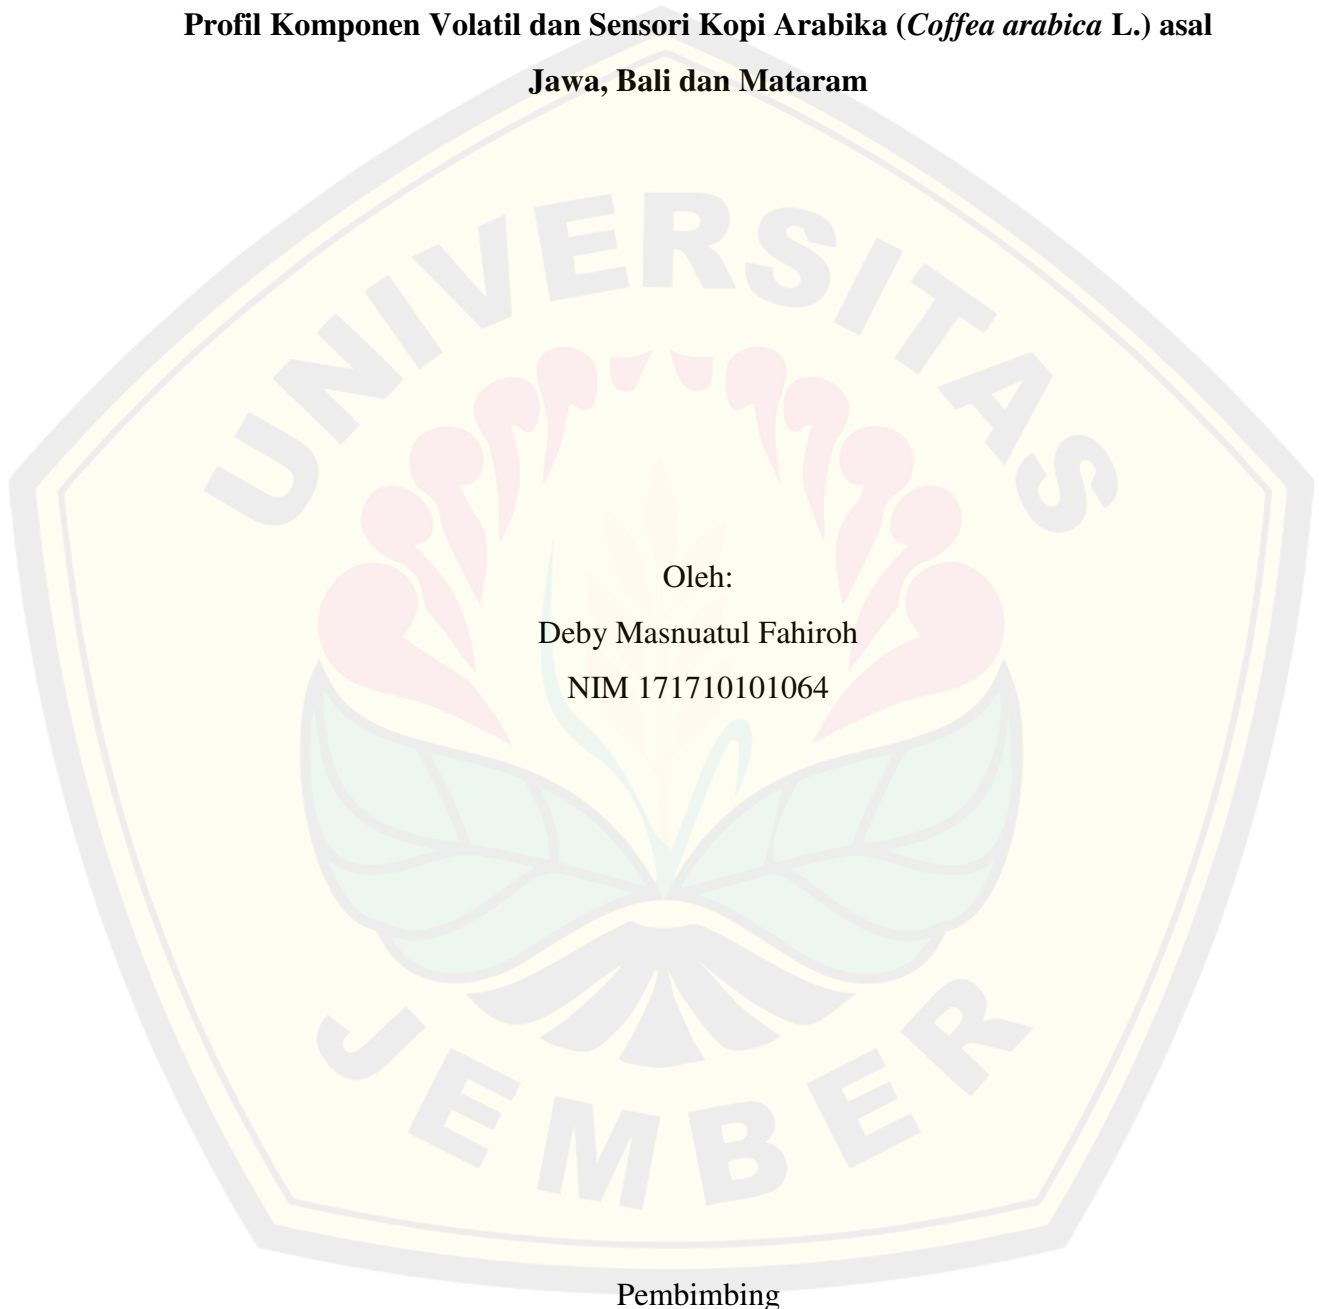 Profil Komponen Volatil dan Sensori Kopi Arabika (Coffea arabica L.) asal
Jawa, Bali dan Mataram
UNIVERSITAS
Oleh:
Deby Masnuatul Fahiroh
NIM 171710101064
JEMBER
Pembimbing